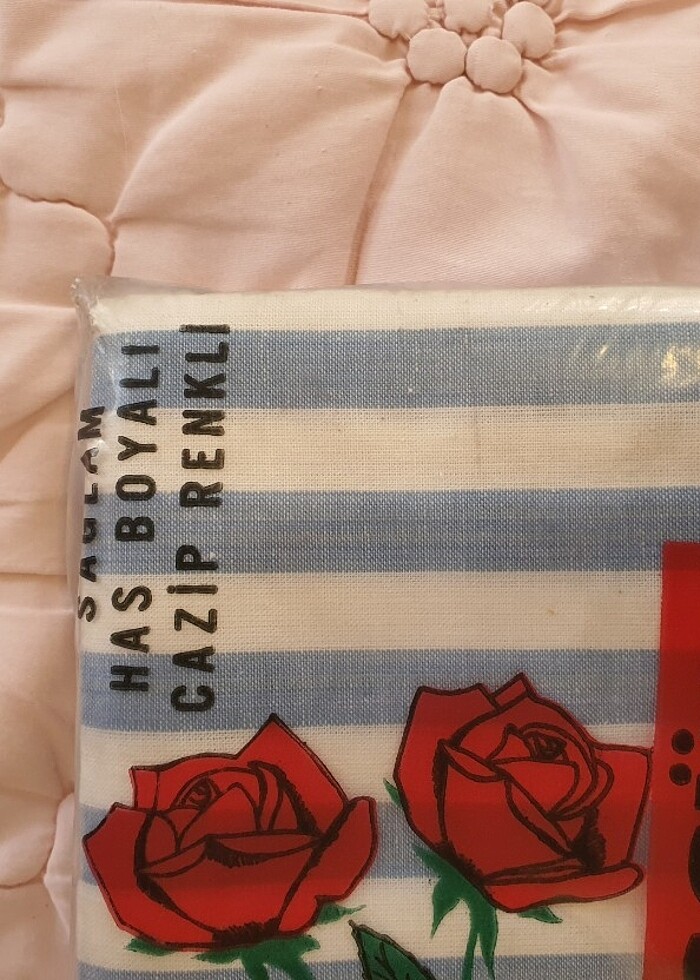 SAĞLAM
HAS BOYALI
CAZİP RENKLİ